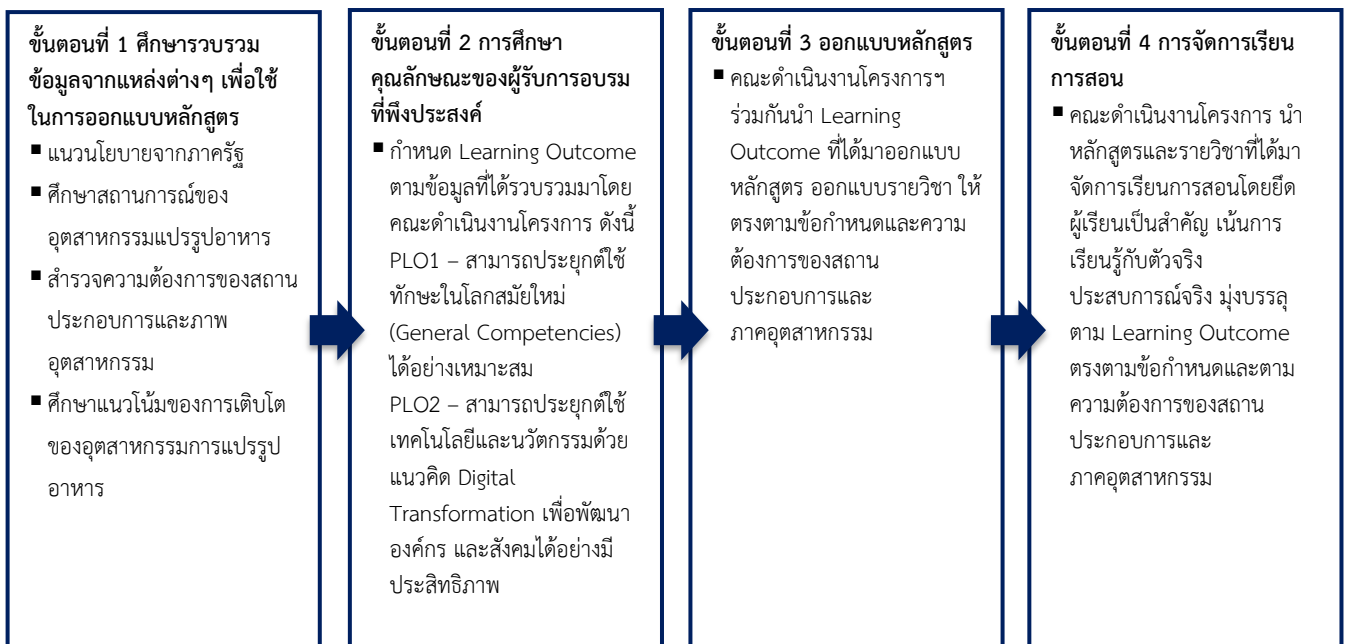 ขั้นตอนที่ 1 ศึกษารวบรวม
ข้อมูลจากแหล่งต่างๆ เพื่อใช้
ในการออกแบบหลักสูตร
▪ แนวนโยบายจากภาครัฐ
▪ ศึกษาสถานการณ์ของ
อุตสาหกรรมแปรรูปอาหาร
▪ สำรวจความต้องการของสถาน
ประกอบการและภาพ
อุตสาหกรรม
▪ ศึกษาแนวโน้มของการเติบโต
ของอุตสาหกรรมการแปรรูป
อาหาร
ขั้นตอนที่ 2 การศึกษา
คุณลักษณะของผู้รับการอบรม
ที่พึงประสงค์
▪ กำหนด Learning Outcome
ตามข้อมูลที่ได้รวบรวมมาโดย
คณะดำเนินงานโครงการ ดังนี้
PLO1 – สามารถประยุกต์ใช้
ทักษะในโลกสมัยใหม่
(General Competencies)
ได้อย่างเหมาะสม
PLO2 – สามารถประยุกต์ใช้
เทคโนโลยีและนวัตกรรมด้วย
แนวคิด Digital
Transformation เพื่อพัฒนา
องค์กร และสังคมได้อย่างมี
ประสิทธิภาพ
ขั้นตอนที่ 3 ออกแบบหลักสูตร
▪ คณะดำเนินงานโครงการฯ
ร่วมกันนำ Learning
Outcome ที่ได้มาออกแบบ
หลักสูตร ออกแบบรายวิชา ให้
ตรงตามข้อกำหนดและความ
ต้องการของสถาน
ประกอบการและ
ภาคอุตสาหกรรม
ขั้นตอนที่ 4 การจัดการเรียน
การสอน
▪ คณะดำเนินงานโครงการ นำ
หลักสูตรและรายวิชาที่ได้มา
จัดการเรียนการสอนโดยยึด
ผู้เรียนเป็นสำคัญ เน้นการ
เรียนรู้กับตัวจริง
ประสบการณ์จริง มุ่งบรรลุ
ตาม Learning Outcome
ตรงตามข้อกำหนดและตาม
ความต้องการของสถาน
ประกอบการและ
ภาคอุตสาหกรรม